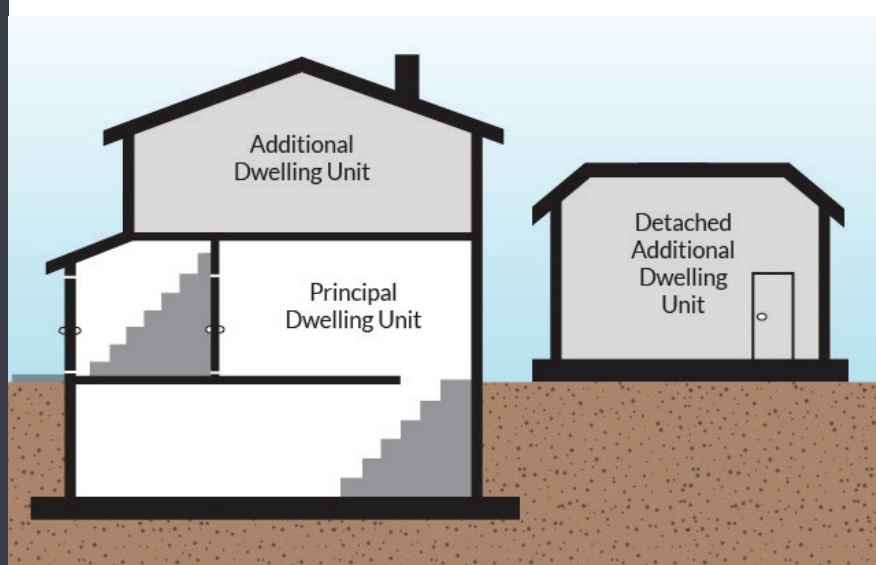 Additional
Dwelling Unit
Principal
Dwelling Unit
Detached
Additional
Dwelling
Unit